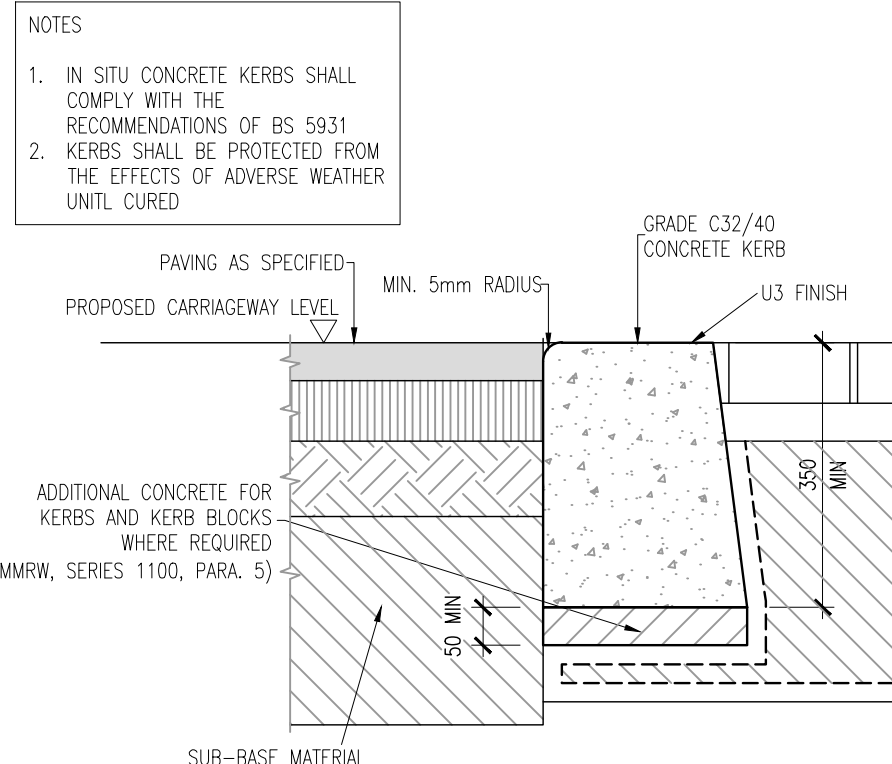 NOTES
1. IN SITU CONCRETE KERBS SHALL
COMPLY WITH THE
RECOMMENDATIONS OF BS 5931
2. KERBS SHALL BE PROTECTED FROM
THE EFFECTS OF ADVERSE WEATHER
UNITL CURED
GRADE C32/40
CONCRETE KERB
PAVING AS SPECIFIED
MIN. 5mm RADIUS
U3 FINISH
PROPOSED CARRIAGEWAY LEVEL
350
MIN
ADDITIONAL CONCRETE FOR
KERBS AND KERB BLOCKS
WHERE REQUIRED
MMRW, SERIES 1100, PARA. 5)
50 MIN
SUB-BASE MATERIAL